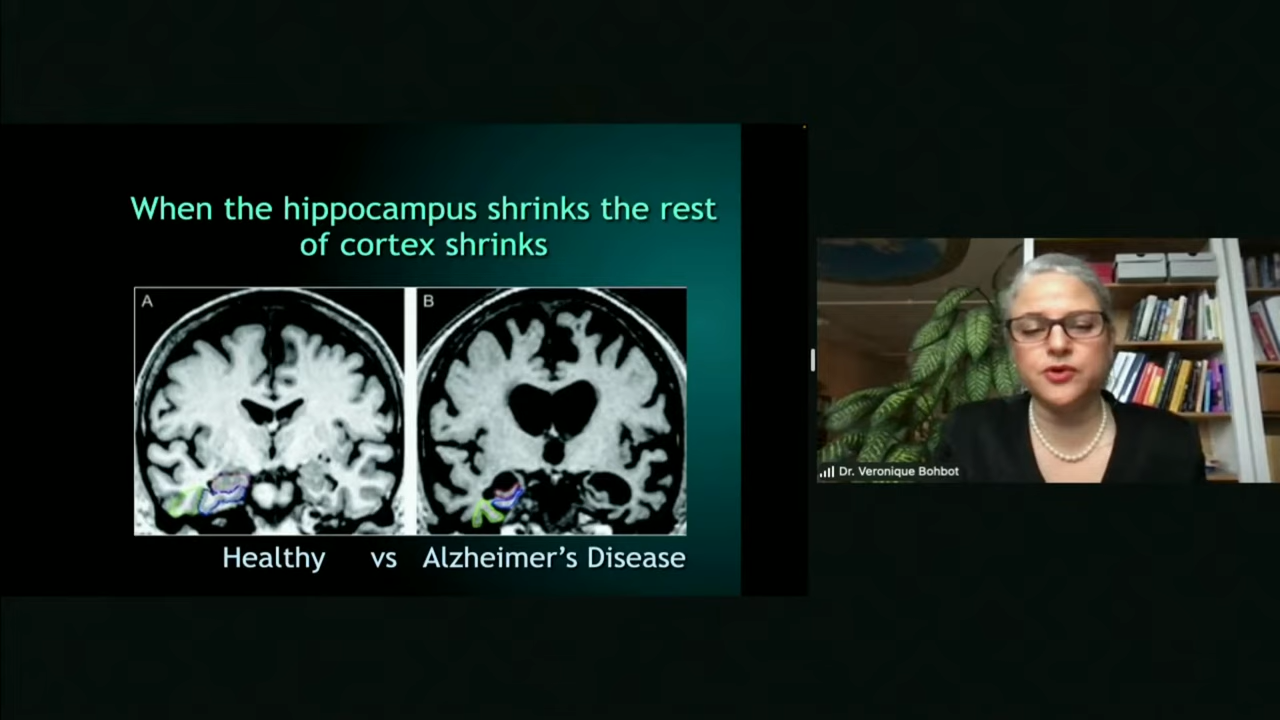 When the hippocampus shrinks the rest
of cortex shrinks
A
B
Healthy vs Alzheimer's Disease
Dr. Veronique Bohbot